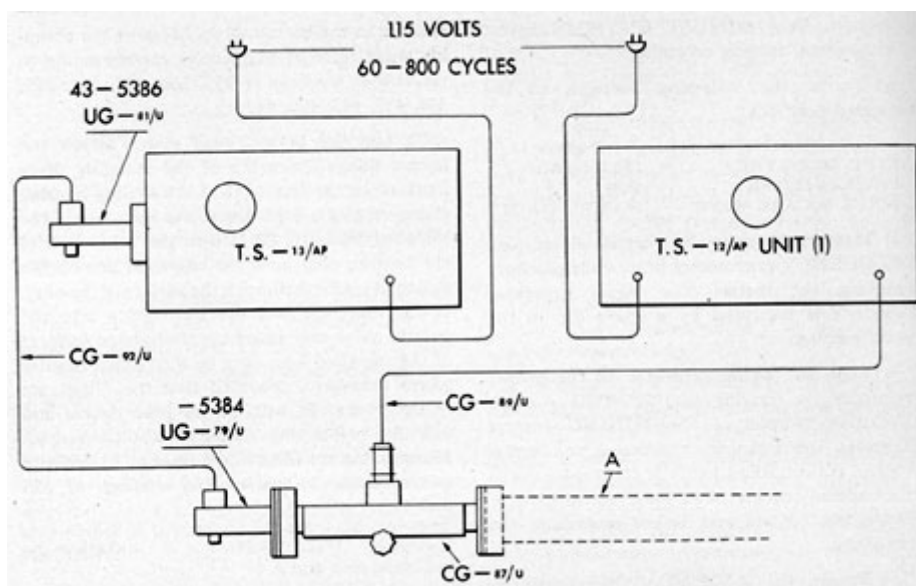 115 VOLTS
60-800 CYCLES
43-5386
UG-81/U
T.S.-13/AP
T.S.-12/AP UNIT (1)
CG-92/U
CG-89/U
5384
UG-79/U
A
CG-87/U